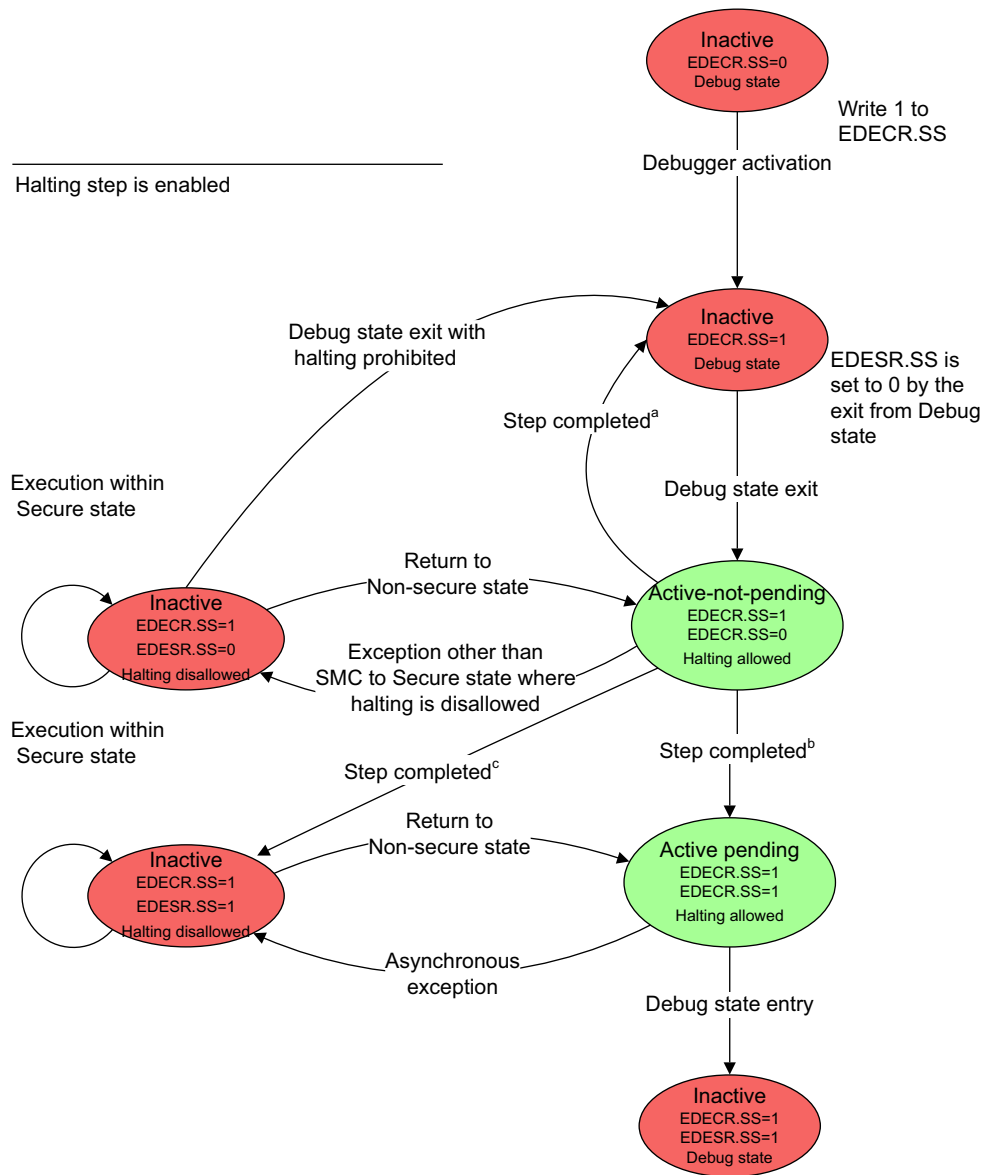 Inactive
EDECR.SS=0
Debug state
Write 1 to
EDECR.SS
Debugger activation
Halting step is enabled
Inactive
EDECR.SS=1
Debug state
Debug state exit with
halting prohibited
EDESR.SS is
set to 0 by the
exit from Debug
state
Step completedᵃ
Debug state exit
Execution within
Secure state
Return to
Non-secure state
Inactive
EDECR.SS=1
EDESR.SS=0
Halting disallowed
Active-not-pending
EDECR.SS=1
EDECR.SS=0
Halting allowed
Exception other than
SMC to Secure state where
halting is disallowed
Execution within
Secure state
Step completedᶜ
Step completedᵇ
Return to
Non-secure state
Inactive
EDECR.SS=1
EDESR.SS=1
Halting disallowed
Active pending
EDECR.SS=1
EDECR.SS=1
Halting allowed
Asynchronous
exception
Debug state entry
Inactive
EDECR.SS=1
EDESR.SS=1
Debug state